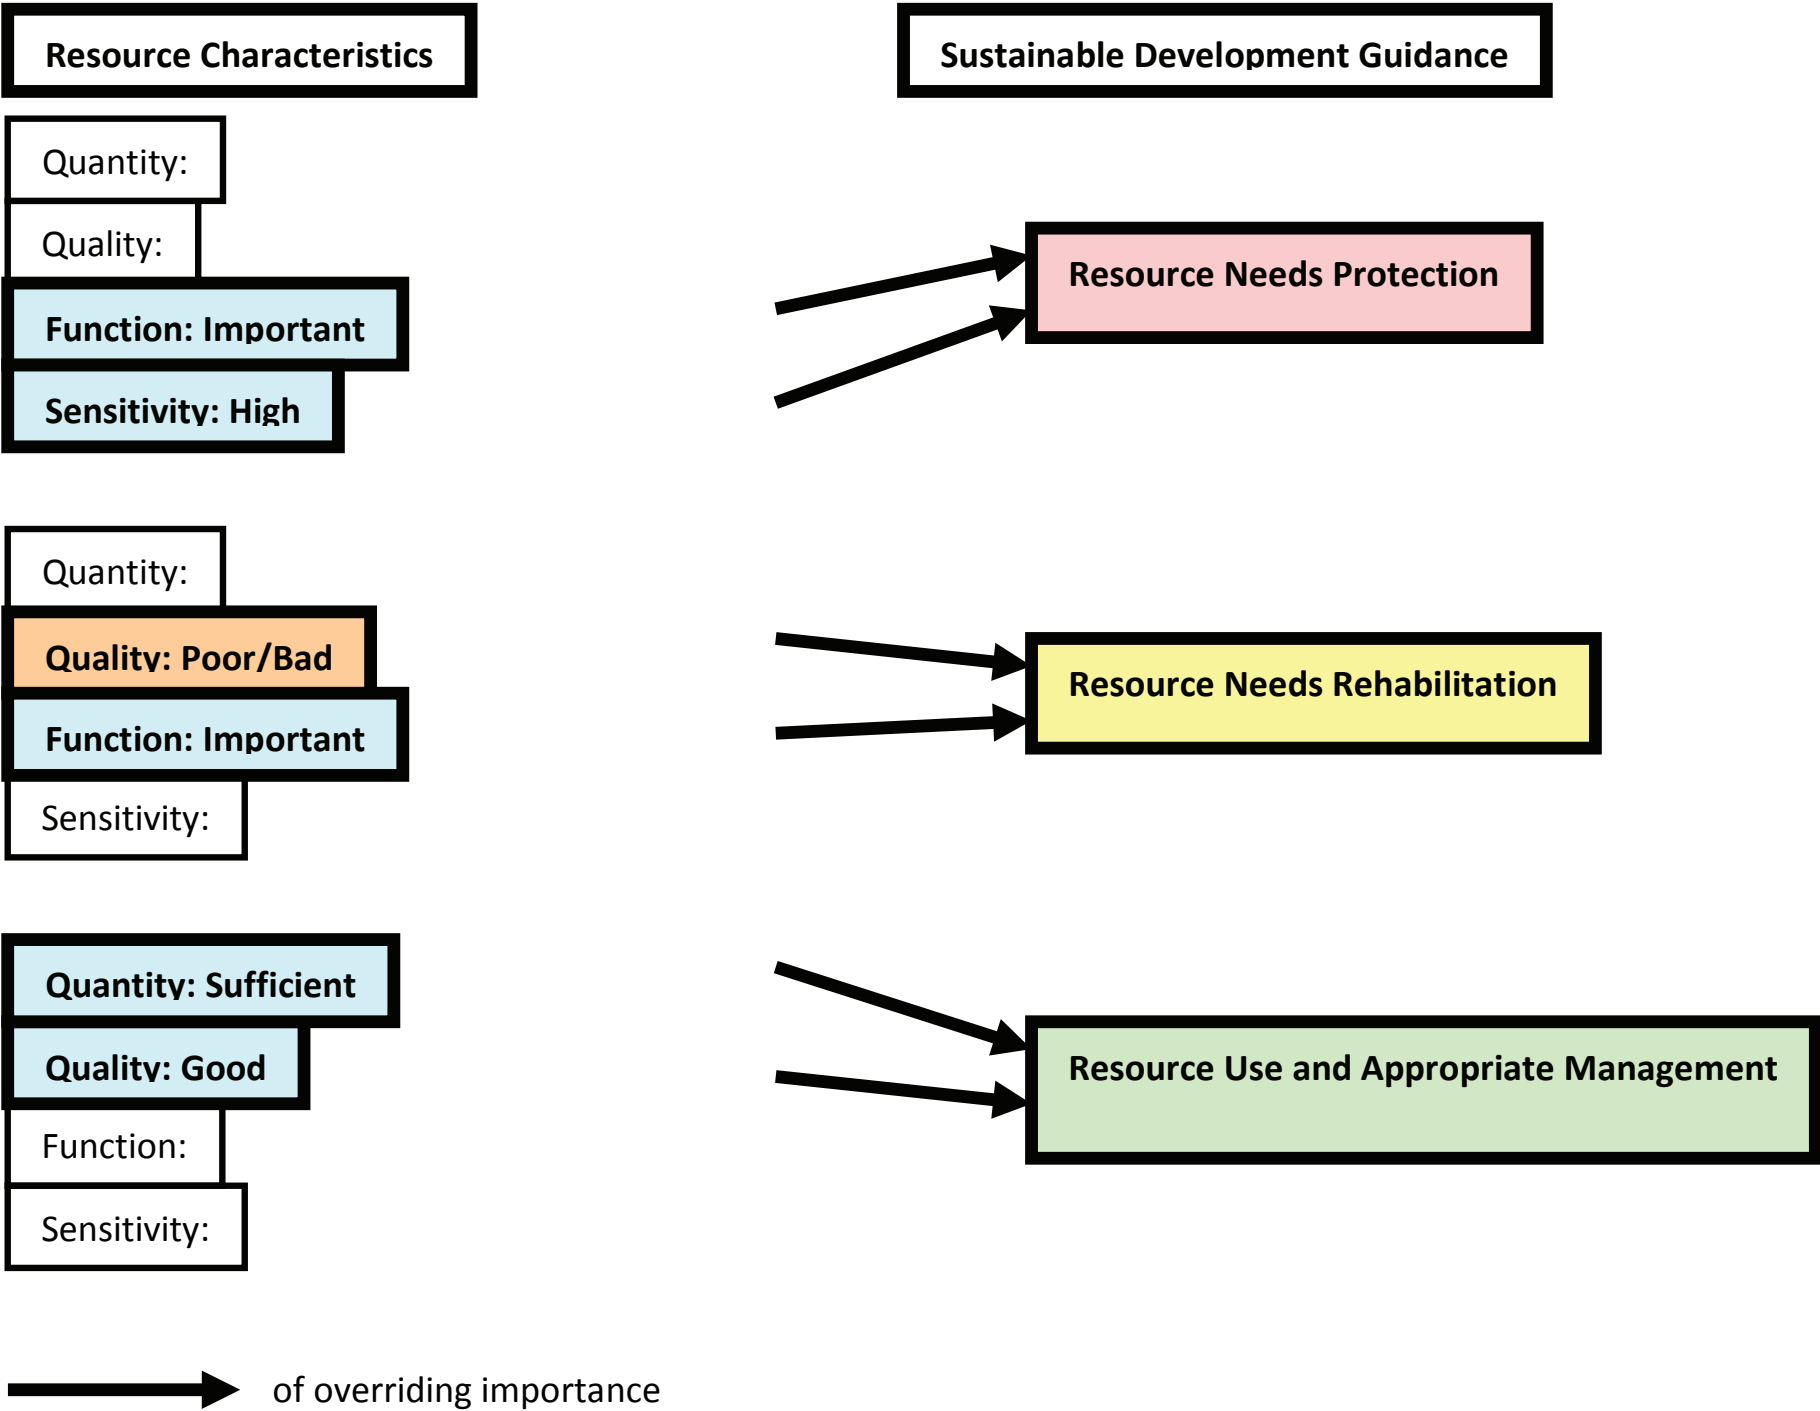 Resource Characteristics
Sustainable Development Guidance
Quantity:
Quality:
Function: Important
Sensitivity: High
Resource Needs Protection
Quantity:
Quality: Poor/Bad
Function: Important
Sensitivity:
Resource Needs Rehabilitation
Quantity: Sufficient
Quality: Good
Function:
Sensitivity:
Resource Use and Appropriate Management
of overriding importance